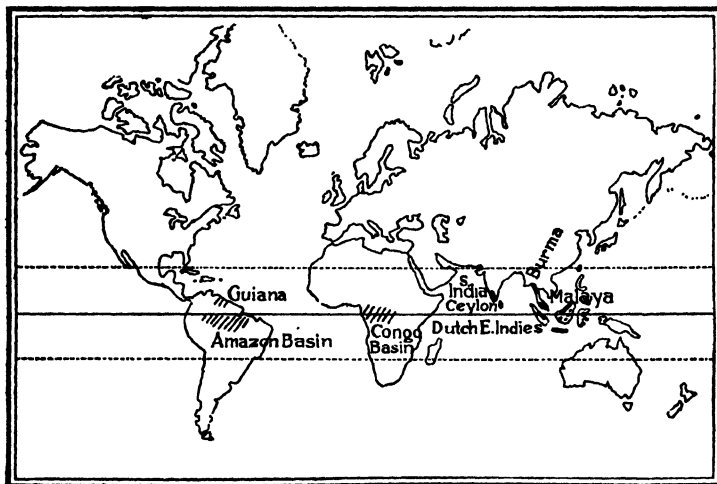 Burma
S.
India
Ceylon
Malaya
Guiana
Dutch E. Indies
Congo
Basin
Amazon Basin